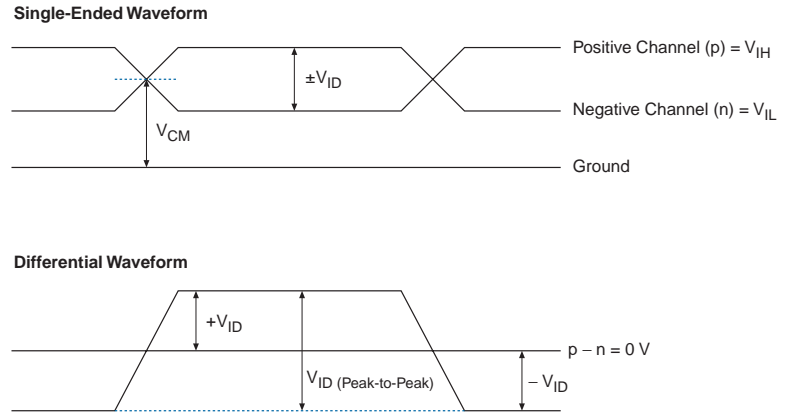 Single-Ended Waveform
Positive Channel (p) = VIH
±VID
Negative Channel (n) = VIL
VCM
Ground
Differential Waveform
+VID
p − n = 0 V
VID (Peak-to-Peak)
− VID